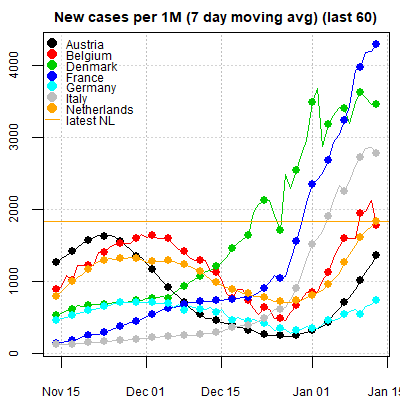 New cases per 1M (7 day moving avg) (last 60)
Austria
Belgium
Denmark
France
Germany
Italy
Netherlands
latest NL
4000
3000
2000
1000
0
Nov 15
Dec 01
Dec 15
Jan 01
Jan 15